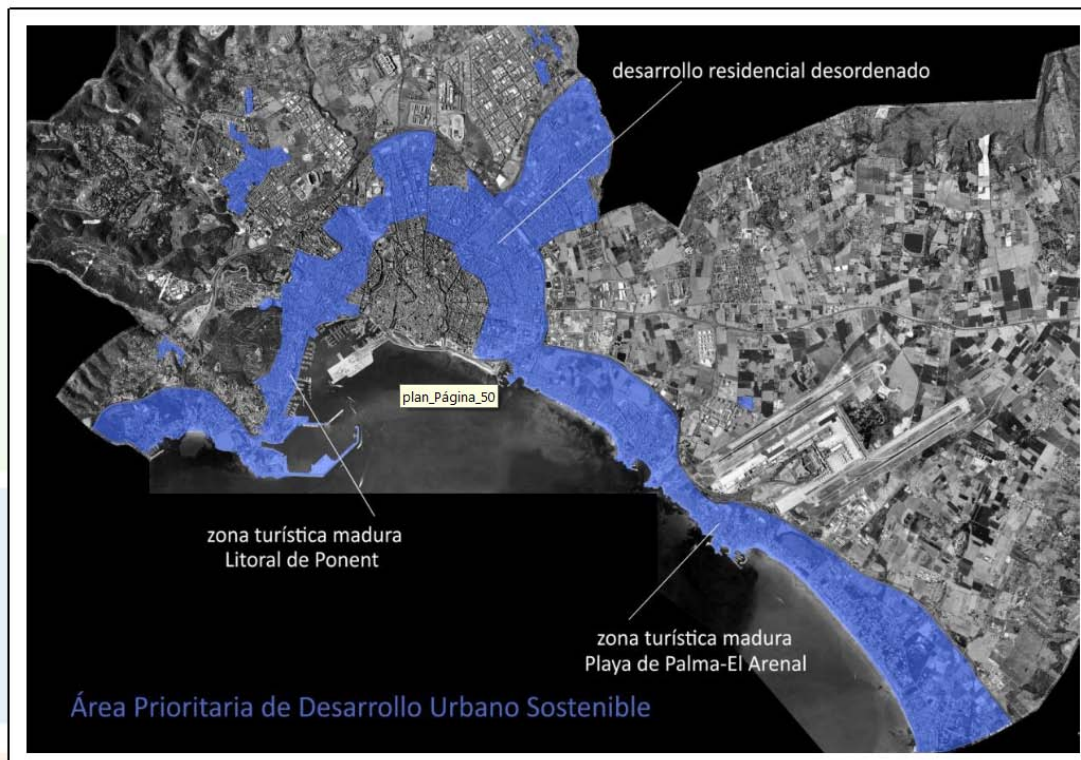 desarrollo residencial desordenado
plan_Página_50
zona turística madura
Litoral de Ponent
zona turística madura
Playa de Palma-El Arenal
Área Prioritaria de Desarrollo Urbano Sostenible